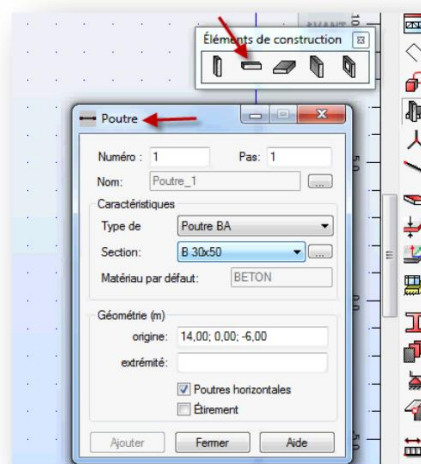 AVANT
Éléments de construction
Poutre
Numéro : 1 Pas: 1
Nom: Poutre_1 ...
Caractéristiques
Type de Poutre BA
Section: B 30x50 ...
Matériau par défaut: BETON
Géométrie (m)
origine: 14,00; 0,00; -6,00
extrémité:
Poutres horizontales
Étirement
Ajouter Fermer Aide